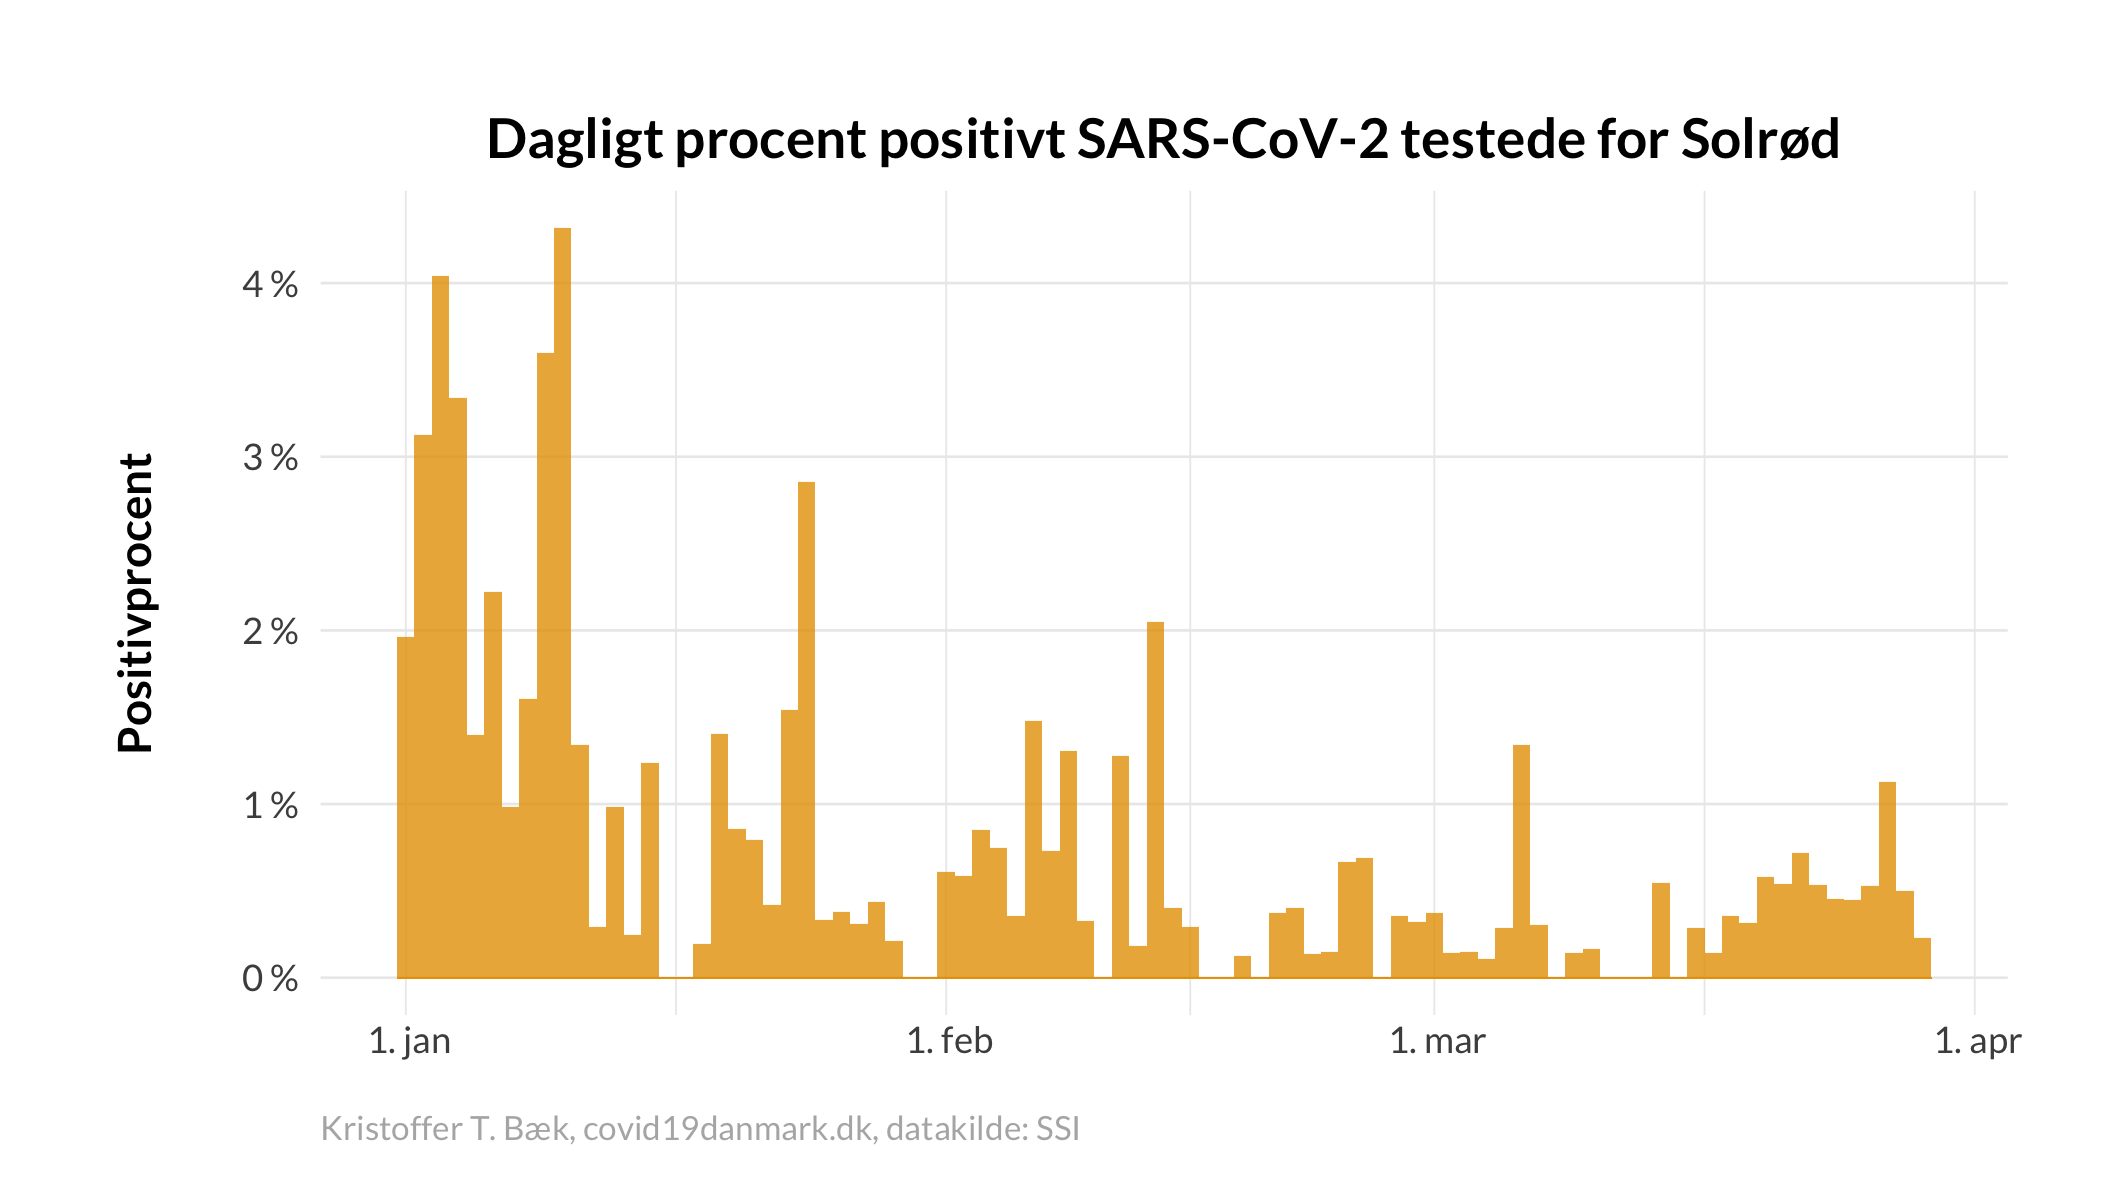 Dagligt procent positivt SARS-CoV-2 testede for Solrød
Positivprocent
4 %
3 %
2 %
1 %
0 %
1. jan
1. feb
1. mar
1. apr
Kristoffer T. Bæk, covid19danmark.dk, datakilde: SSI